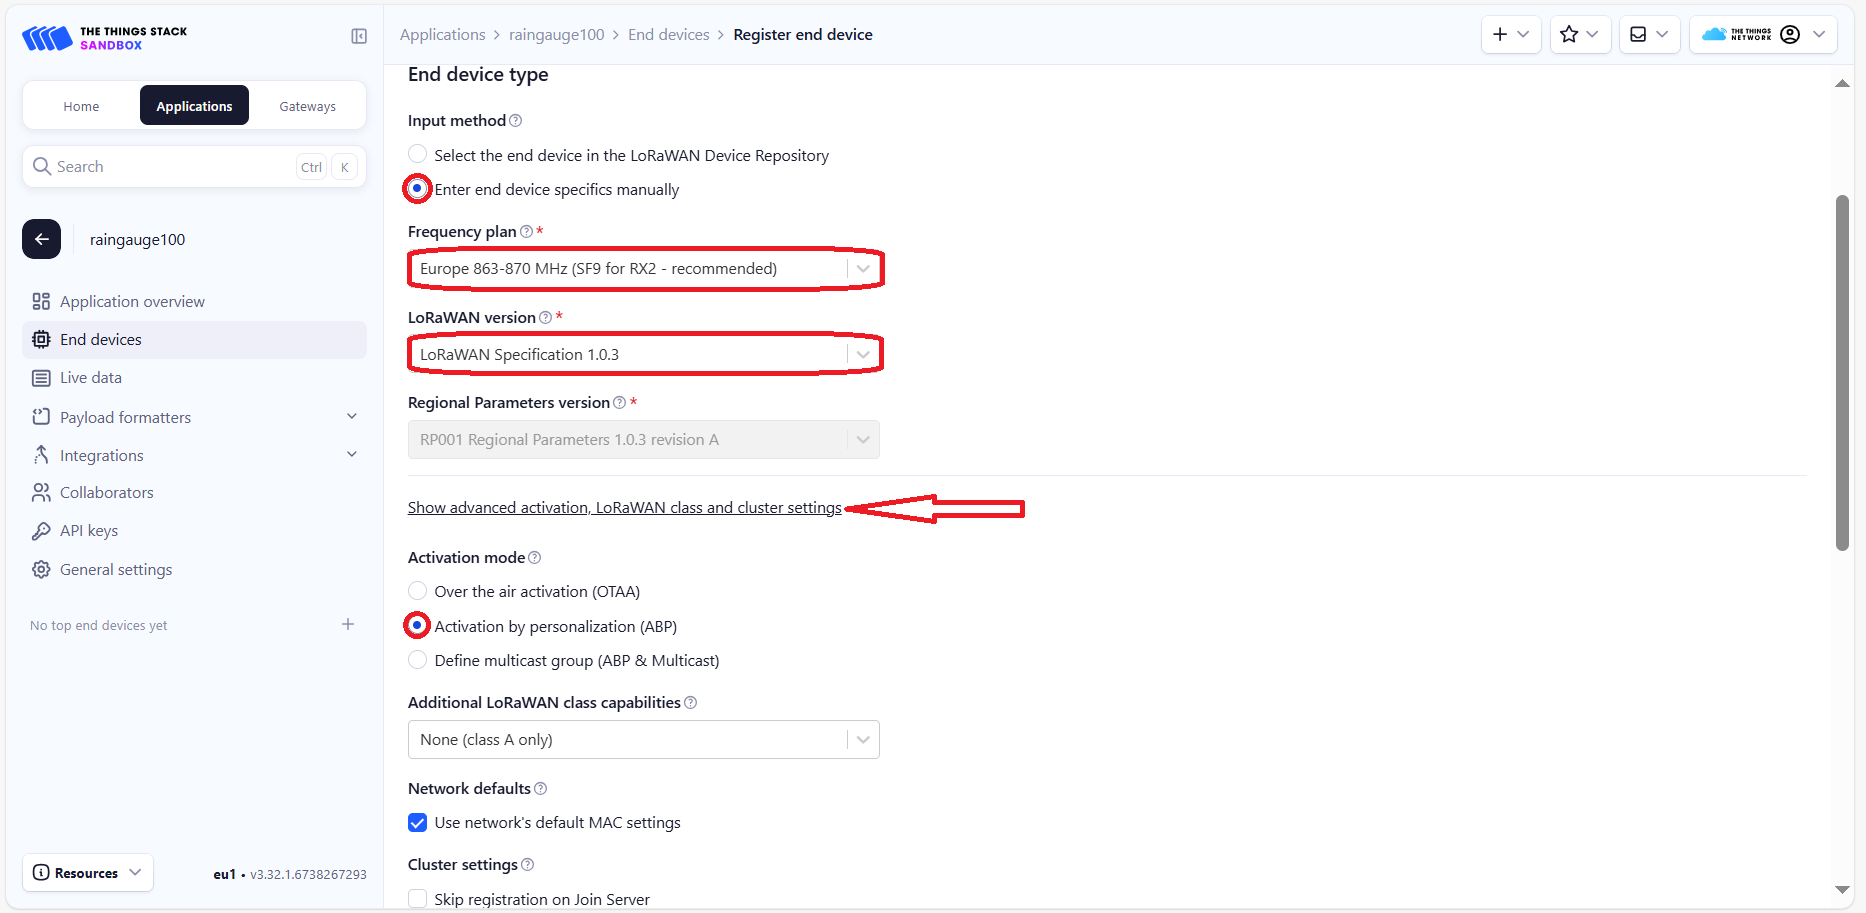 THE THINGS STACK
SANDBOX
Applications > raingauge100 > End devices > Register end device
THE THINGS
NETWORK
Home
Applications
Gateways
Search
Ctrl
K
raingauge100
Application overview
End devices
Live data
Payload formatters
Integrations
Collaborators
API keys
General settings
No top end devices yet
Resources
eu1 • v3.32.1.6738267293
End device type
Input method
Select the end device in the LoRaWAN Device Repository
Enter end device specifics manually
Frequency plan *
Europe 863-870 MHz (SF9 for RX2 - recommended)
LoRaWAN version *
LoRaWAN Specification 1.0.3
Regional Parameters version *
RP001 Regional Parameters 1.0.3 revision A
Show advanced activation, LoRaWAN class and cluster settings
Activation mode
Over the air activation (OTAA)
Activation by personalization (ABP)
Define multicast group (ABP & Multicast)
Additional LoRaWAN class capabilities
None (class A only)
Network defaults
Use network's default MAC settings
Cluster settings
Skip registration on Join Server